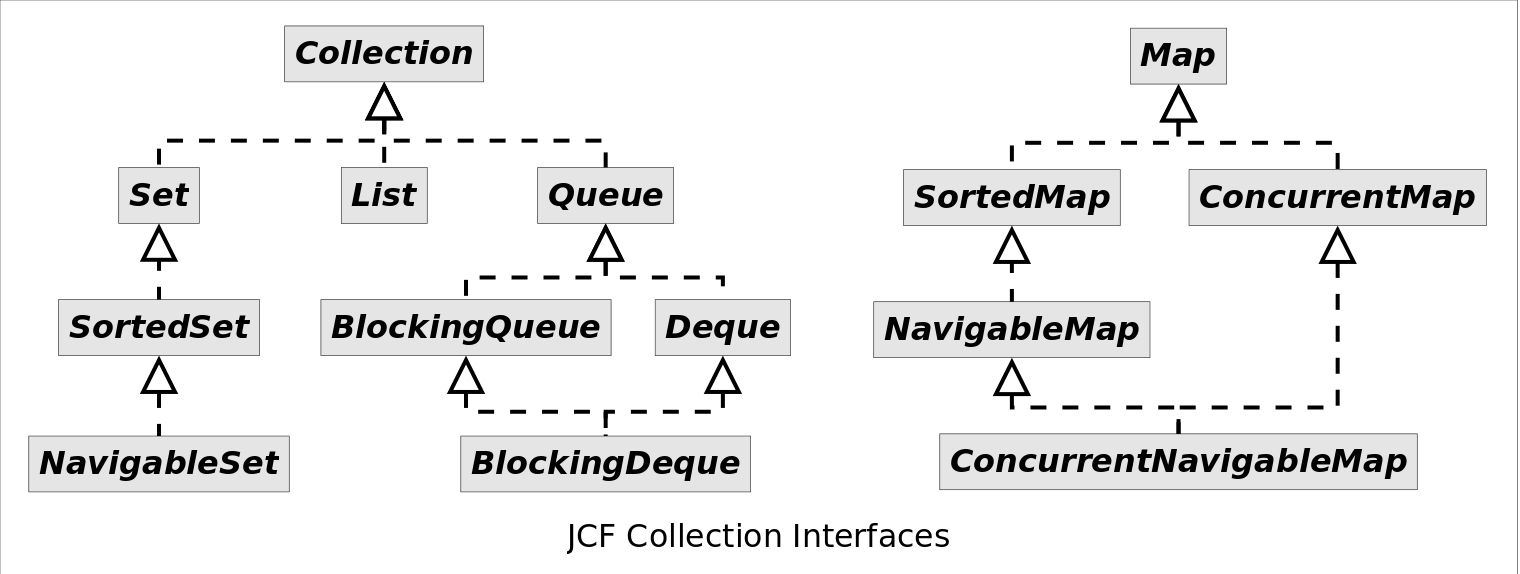 Collection
Map
Set
List
Queue
SortedMap
ConcurrentMap
SortedSet
BlockingQueue
Deque
NavigableMap
NavigableSet
BlockingDeque
ConcurrentNavigableMap
JCF Collection Interfaces